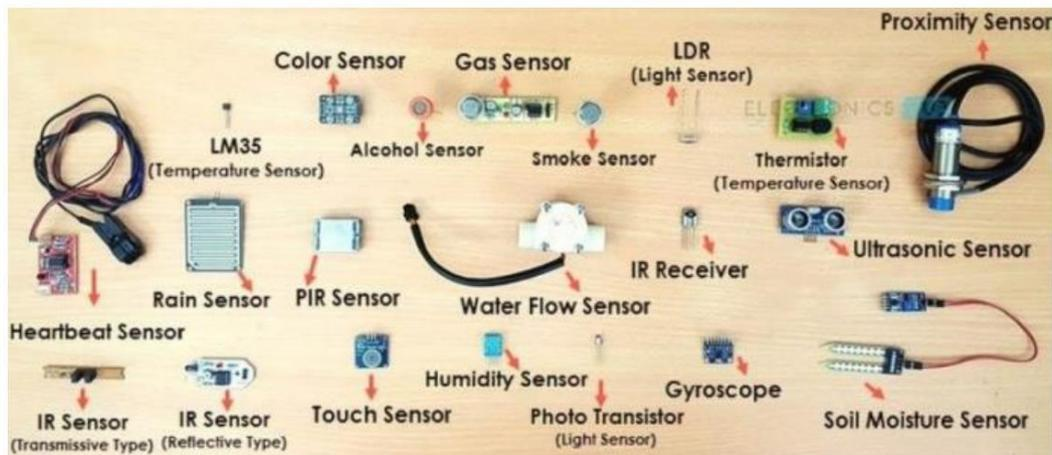 Proximity Sensor
Color Sensor
Gas Sensor
LDR
(Light Sensor)
LM35
(Temperature Sensor)
Alcohol Sensor
Smoke Sensor
Thermistor
(Temperature Sensor)
Heartbeat Sensor
Rain Sensor
PIR Sensor
Water Flow Sensor
IR Receiver
Ultrasonic Sensor
IR Sensor
(Transmissive Type)
IR Sensor
(Reflective Type)
Touch Sensor
Humidity Sensor
Photo Transistor
(Light Sensor)
Gyroscope
Soil Moisture Sensor